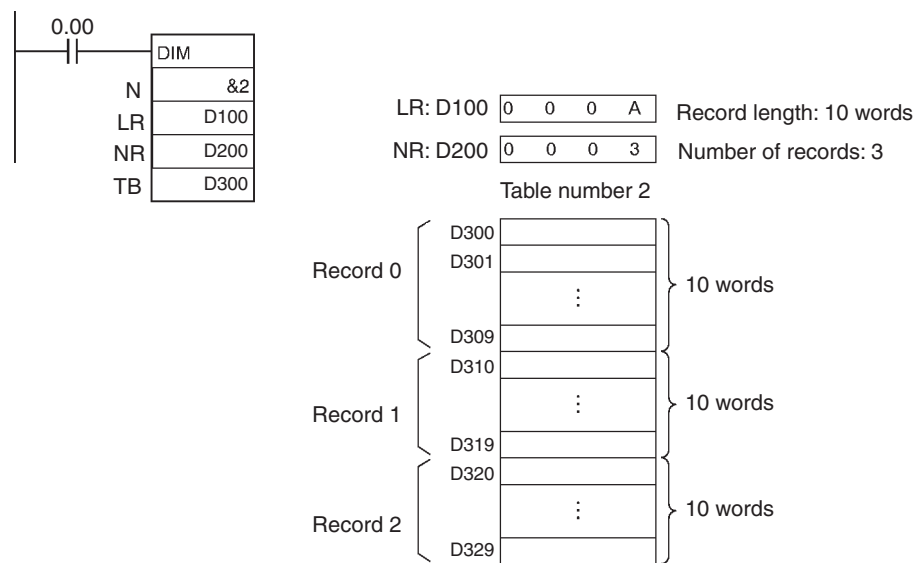 0.00
DIM
N &2
LR D100
NR D200
TB D300
LR: D100 0 0 0 A Record length: 10 words
NR: D200 0 0 0 3 Number of records: 3
Table number 2
Record 0
D300
D301
⋮
D309
10 words
Record 1
D310
⋮
D319
10 words
Record 2
D320
⋮
D329
10 words